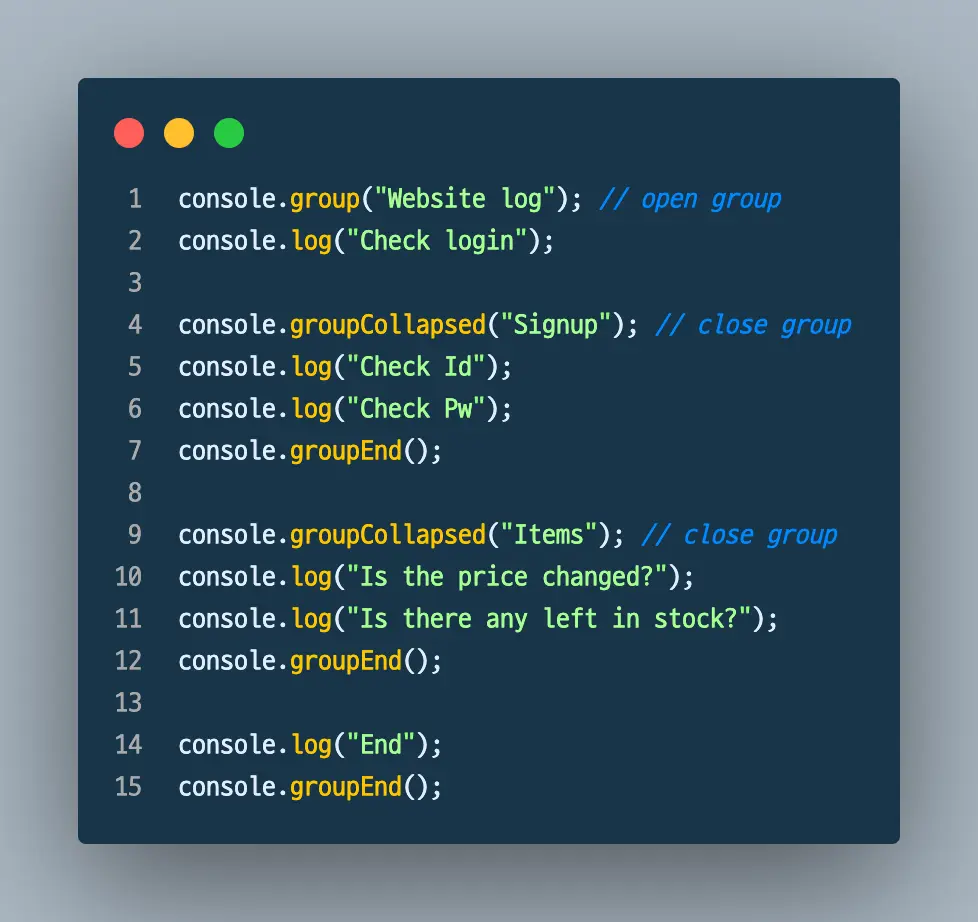 1 console.group("Website log"); // open group
2 console.log("Check login");
3
4 console.groupCollapsed("Signup"); // close group
5 console.log("Check Id");
6 console.log("Check Pw");
7 console.groupEnd();
8
9 console.groupCollapsed("Items"); // close group
10 console.log("Is the price changed?");
11 console.log("Is there any left in stock?");
12 console.groupEnd();
13
14 console.log("End");
15 console.groupEnd();